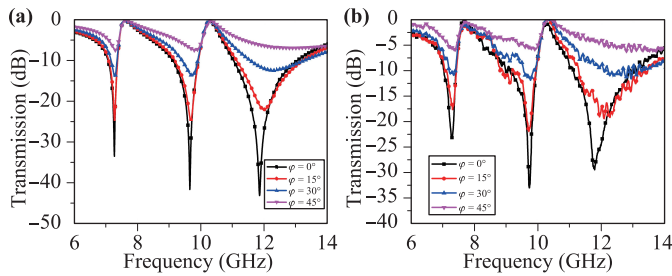 (a)
Transmission (dB)
0
−10
−20
−30
−40
−50
φ = 0°
φ = 15°
φ = 30°
φ = 45°
6 8 10 12 14
Frequency (GHz)
(b)
Transmission (dB)
0
−5
−10
−15
−20
−25
−30
−35
−40
φ = 0°
φ = 15°
φ = 30°
φ = 45°
6 8 10 12 14
Frequency (GHz)